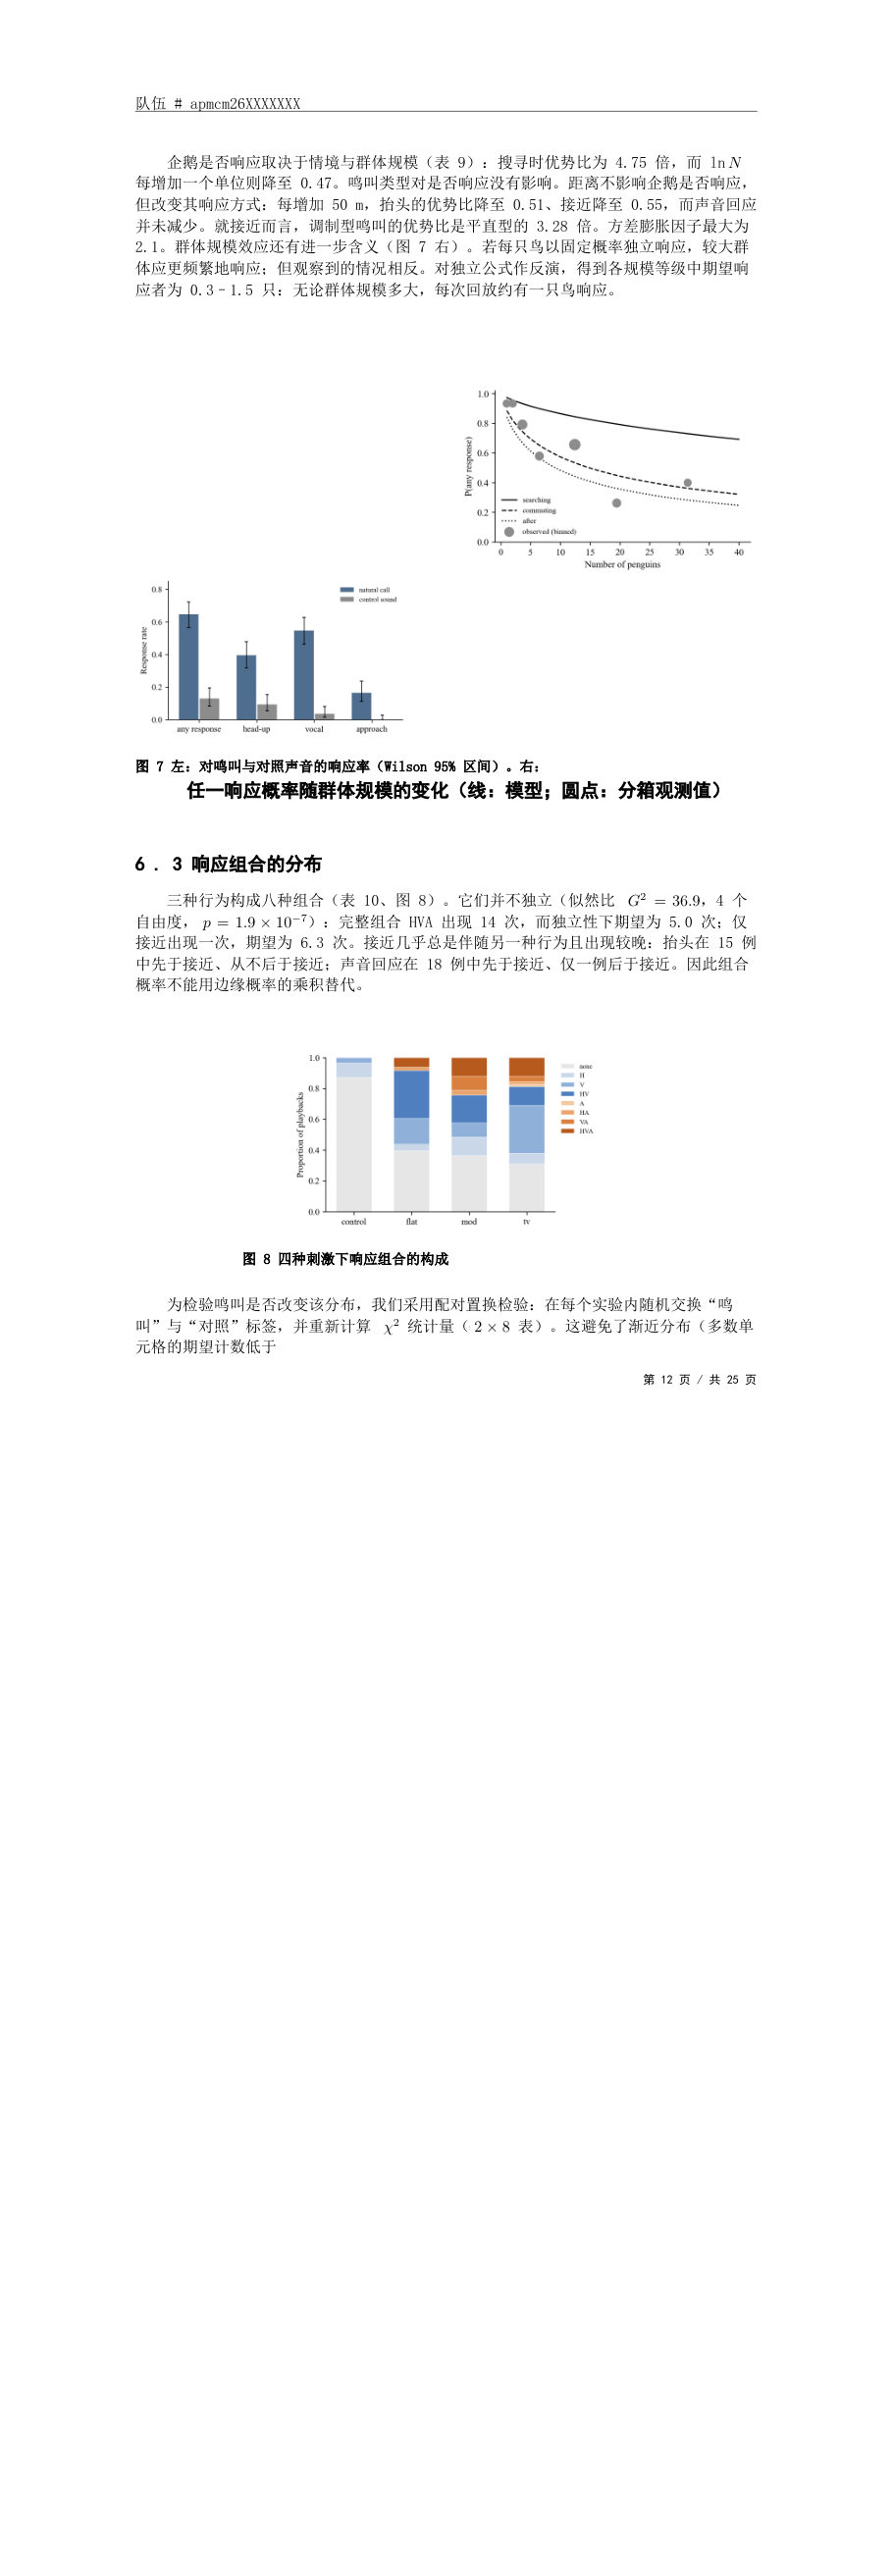 队伍 # apmcm26XXXXXXX
企鹅是否响应取决于情境与群体规模（表 9）：搜寻时优势比为 4.75 倍，而 ln N
每增加一个单位则降至 0.47。鸣叫类型对是否响应没有影响。距离不影响企鹅是否响应，
但改变其响应方式：每增加 50 m，抬头的优势比降至 0.51、接近降至 0.55，而声音回应
并未减少。就接近而言，调制型鸣叫的优势比是平直型的 3.28 倍。方差膨胀因子最大为
2.1。群体规模效应还有进一步含义（图 7 右）。若每只鸟以固定概率独立响应，较大群
体应更频繁地响应；但观察到的情况相反。对独立公式作反演，得到各规模等级中期望响
应者为 0.3–1.5 只：无论群体规模多大，每次回放约有一只鸟响应。
1.0
0.8
0.6
0.4
0.2
0.0
P(any response)
searching
commuting
after
observed (binned)
0 5 10 15 20 25 30 35 40
Number of penguins
0.8
0.6
0.4
0.2
0.0
Response rate
natural call
control sound
any response head-up vocal approach
图 7 左：对鸣叫与对照声音的响应率（Wilson 95% 区间）。右：
任一响应概率随群体规模的变化（线：模型；圆点：分箱观测值）
6 . 3 响应组合的分布
三种行为构成八种组合（表 10、图 8）。它们并不独立（似然比 G² = 36.9，4 个
自由度， p = 1.9 × 10⁻⁷）：完整组合 HVA 出现 14 次，而独立性下期望为 5.0 次；仅
接近出现一次，期望为 6.3 次。接近几乎总是伴随另一种行为且出现较晚：抬头在 15 例
中先于接近、从不后于接近；声音回应在 18 例中先于接近、仅一例后于接近。因此组合
概率不能用边缘概率的乘积替代。
1.0
0.8
0.6
0.4
0.2
0.0
Proportion of playbacks
none
H
V
HV
A
HA
VA
HVA
control flat mod tv
图 8 四种刺激下响应组合的构成
为检验鸣叫是否改变该分布，我们采用配对置换检验：在每个实验内随机交换“鸣
叫”与“对照”标签，并重新计算 χ² 统计量（2 × 8 表）。这避免了渐近分布（多数单
元格的期望计数低于
第 12 页 / 共 25 页